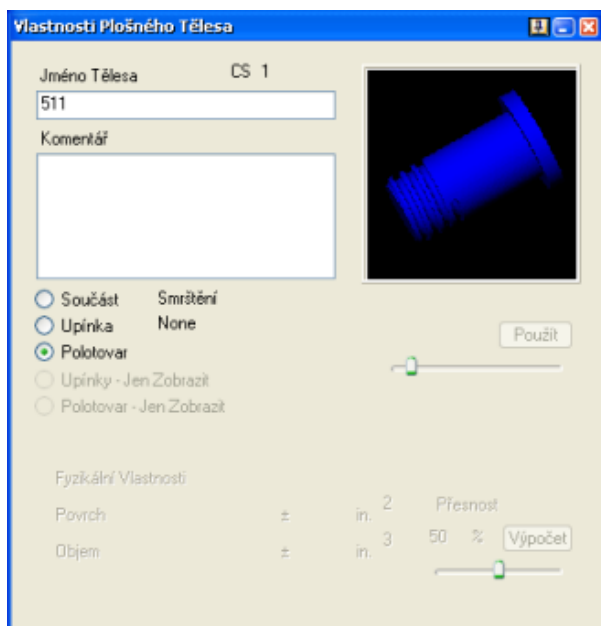 Vlastnosti Plošného Tělesa
Jméno Tělesa CS 1
511
Komentář
Součást Smrštění
Upínka None
Polotovar
Použít
Upínky - Jen Zobrazit
Polotovar - Jen Zobrazit
Fyzikální Vlastnosti
Povrch ± in. 2 Přesnost
Objem ± in. 3 50 % Výpočet